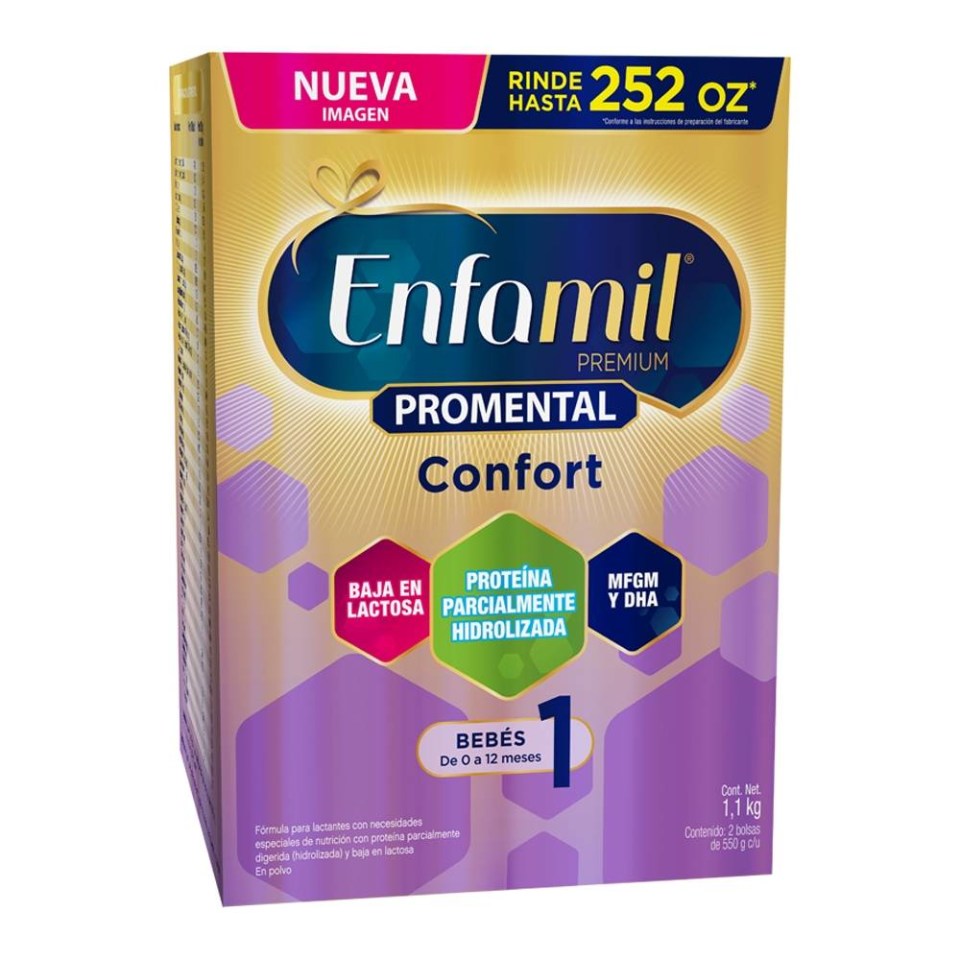 NUEVA
IMAGEN
RINDE
HASTA 252 OZ*
*Conforme a las instrucciones de preparación del fabricante
Enfamil®
PREMIUM
PROMENTAL
Confort
BAJA EN
LACTOSA
PROTEÍNA
PARCIALMENTE
HIDROLIZADA
MFGM
Y DHA
BEBÉS
De 0 a 12 meses
1
Fórmula para lactantes con necesidades
especiales de nutrición con proteína parcialmente
digerida (hidrolizada) y baja en lactosa
En polvo
Cont. Net.
1,1 kg
Contenido: 2 bolsas
de 550 g c/u